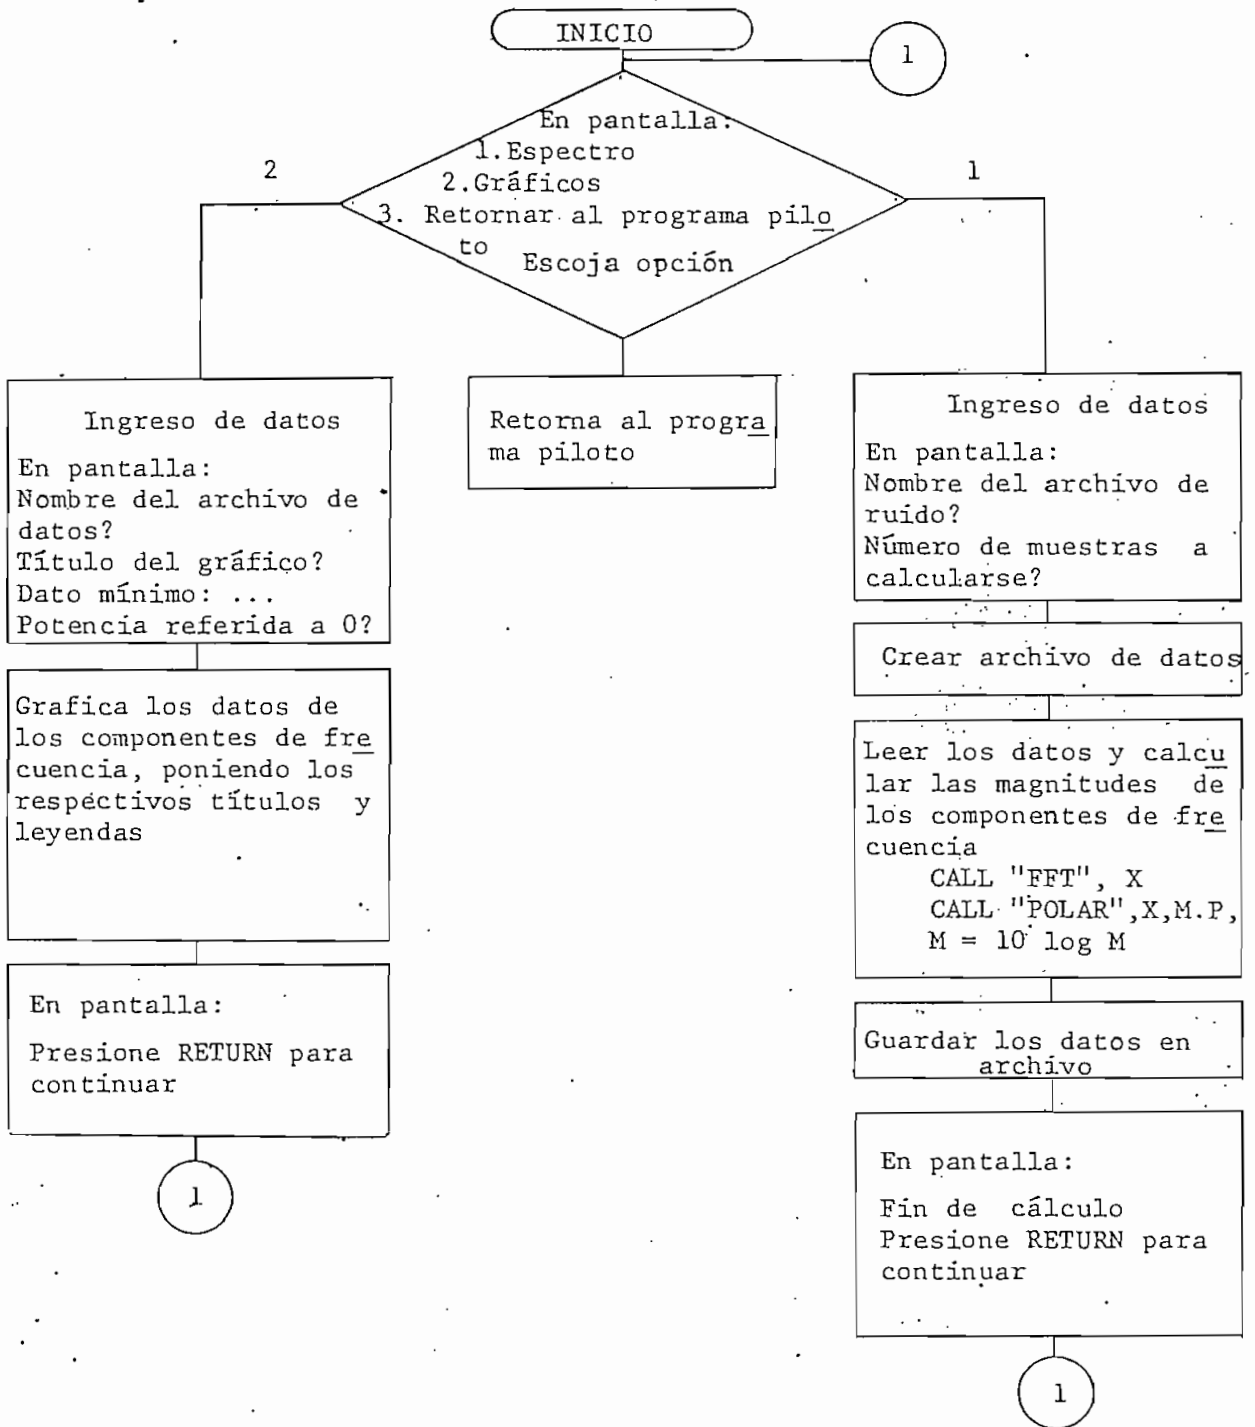 INICIO
1
En pantalla:
1.Espectro
2.Gráficos
3. Retornar al programa pilo
to
Escoja opción
2
1
Ingreso de datos
En pantalla:
Nombre del archivo de
datos?
Título del gráfico?
Dato mínimo: ...
Potencia referida a 0?
Grafica los datos de
los componentes de fre
cuencia, poniendo los
respectivos títulos y
leyendas
En pantalla:
Presione RETURN para
continuar
1
Retorna al progra
ma piloto
Ingreso de datos
En pantalla:
Nombre del archivo de
ruido?
Número de muestras a
calcularse?
Crear archivo de datos
Leer los datos y calcu
lar las magnitudes de
los componentes de fre
cuencia
CALL "FFT", X
CALL "POLAR",X,M.P,
M = 10 log M
Guardar los datos en
archivo
En pantalla:
Fin de cálculo
Presione RETURN para
continuar
1